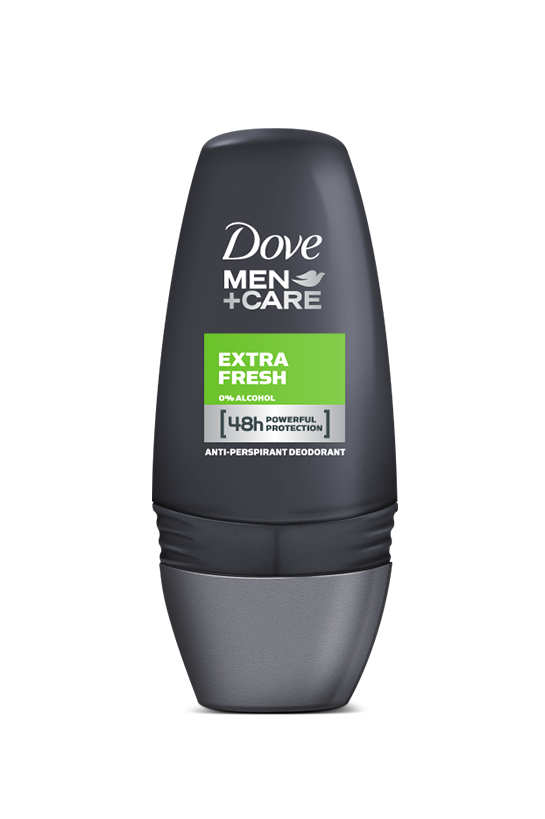 Dove
MEN
+CARE
EXTRA
FRESH
0% ALCOHOL
[48h POWERFUL
PROTECTION]
ANTI-PERSPIRANT DEODORANT